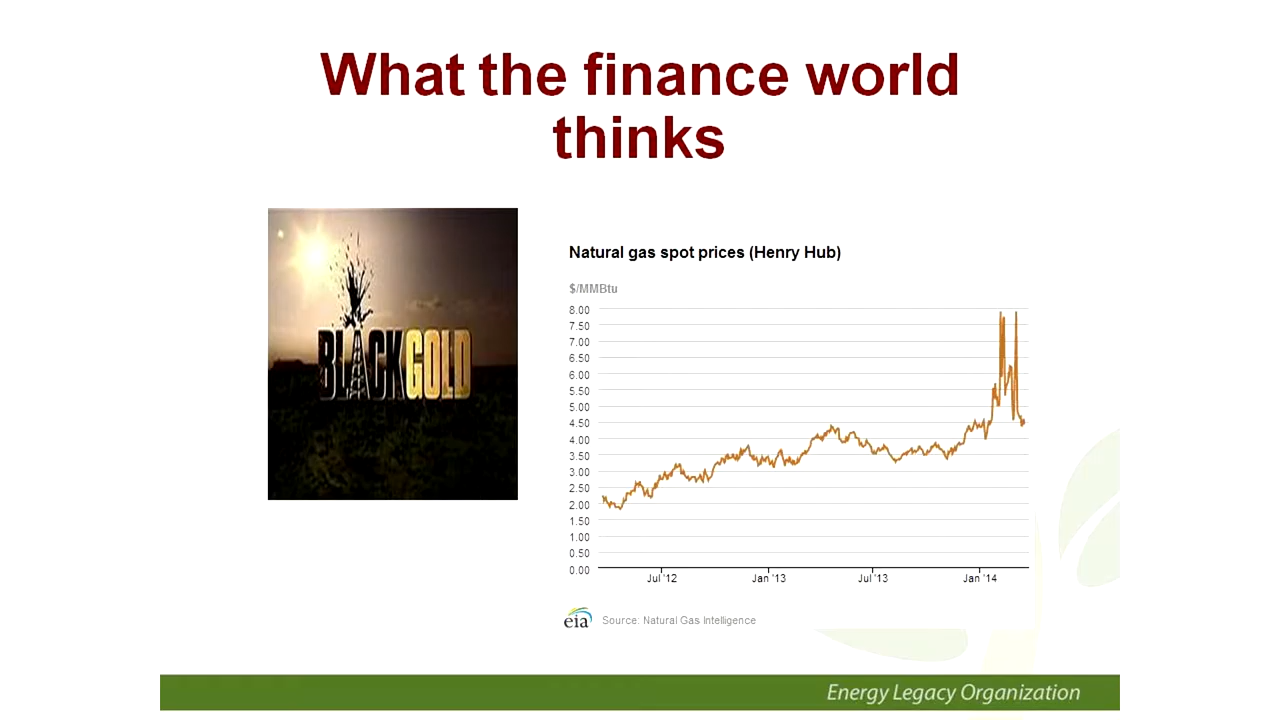 What the finance world
thinks
BLACKGOLD
Natural gas spot prices (Henry Hub)
$/MMBtu
8.00
7.50
7.00
6.50
6.00
5.50
5.00
4.50
4.00
3.50
3.00
2.50
2.00
1.50
1.00
0.50
0.00
Jul '12 Jan '13 Jul '13 Jan '14
eia Source: Natural Gas Intelligence
Energy Legacy Organization